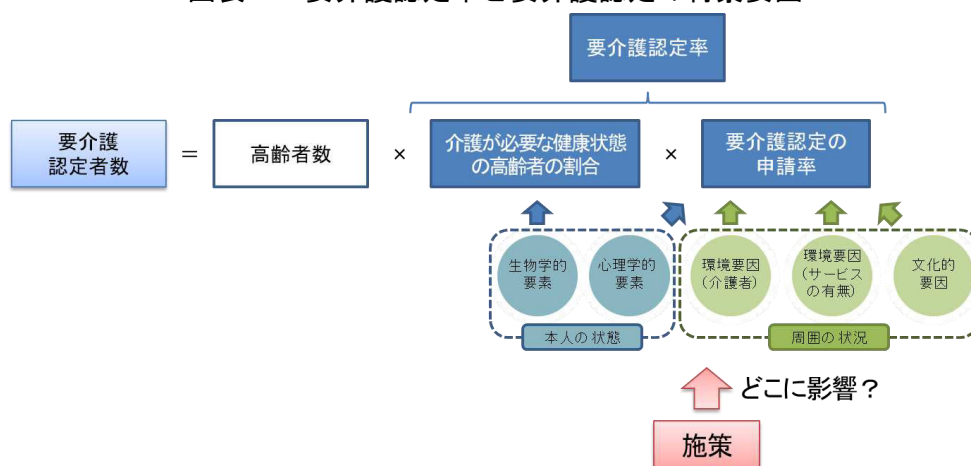 要介護認定率
要介護
認定者数
＝
高齢者数
×
介護が必要な健康状態
の高齢者の割合
×
要介護認定の
申請率
生物学的
要素
心理学的
要素
環境要因
(介護者)
環境要因
(サービス
の有無)
文化的
要因
本人の状態
周囲の状況
どこに影響？
施策